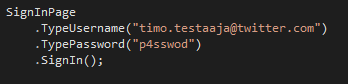 SignInPage
.TypeUsername("timo.testaaja@twitter.com")
.TypePassword("p4sswod")
.SignIn();